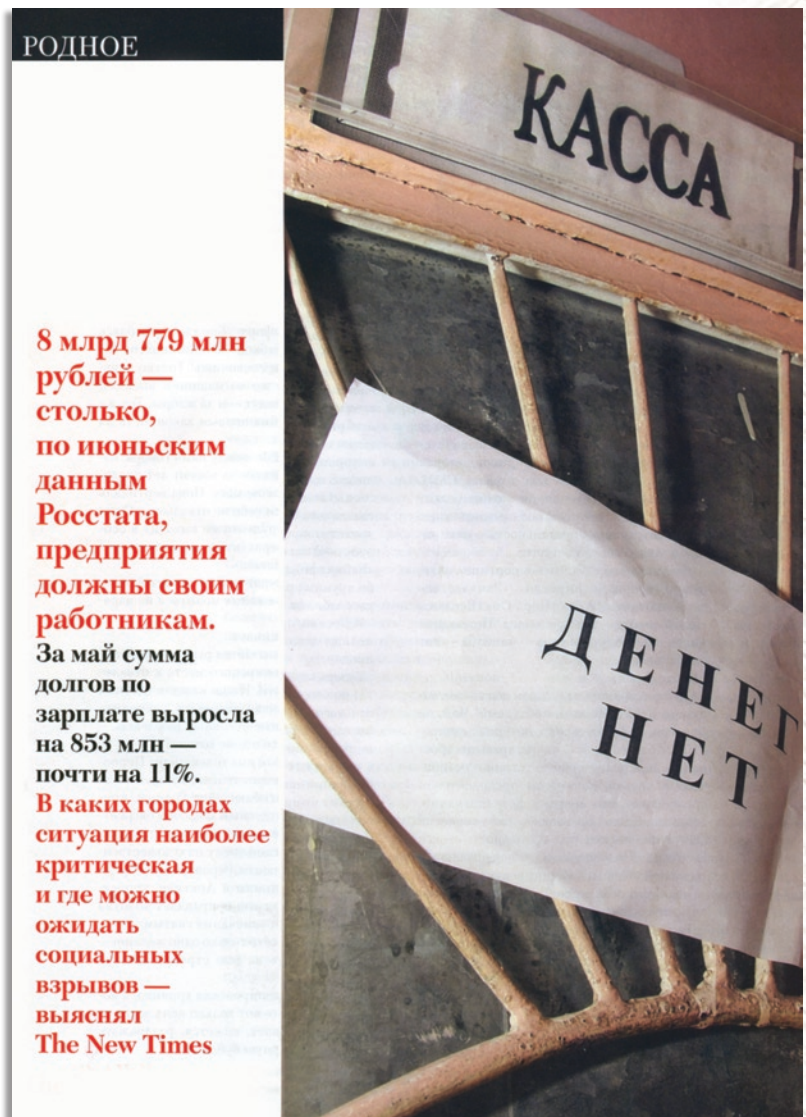 РОДНОЕ
КАССА
8 млрд 779 млн
рублей —
столько,
по июньским
данным
Росстата,
предприятия
должны своим
работникам.
За май сумма
долгов по
зарплате выросла
на 853 млн —
почти на 11%.
В каких городах
ситуация наиболее
критическая
и где можно
ожидать
социальных
взрывов —
выяснял
The New Times
ДЕНЕГ
НЕТ